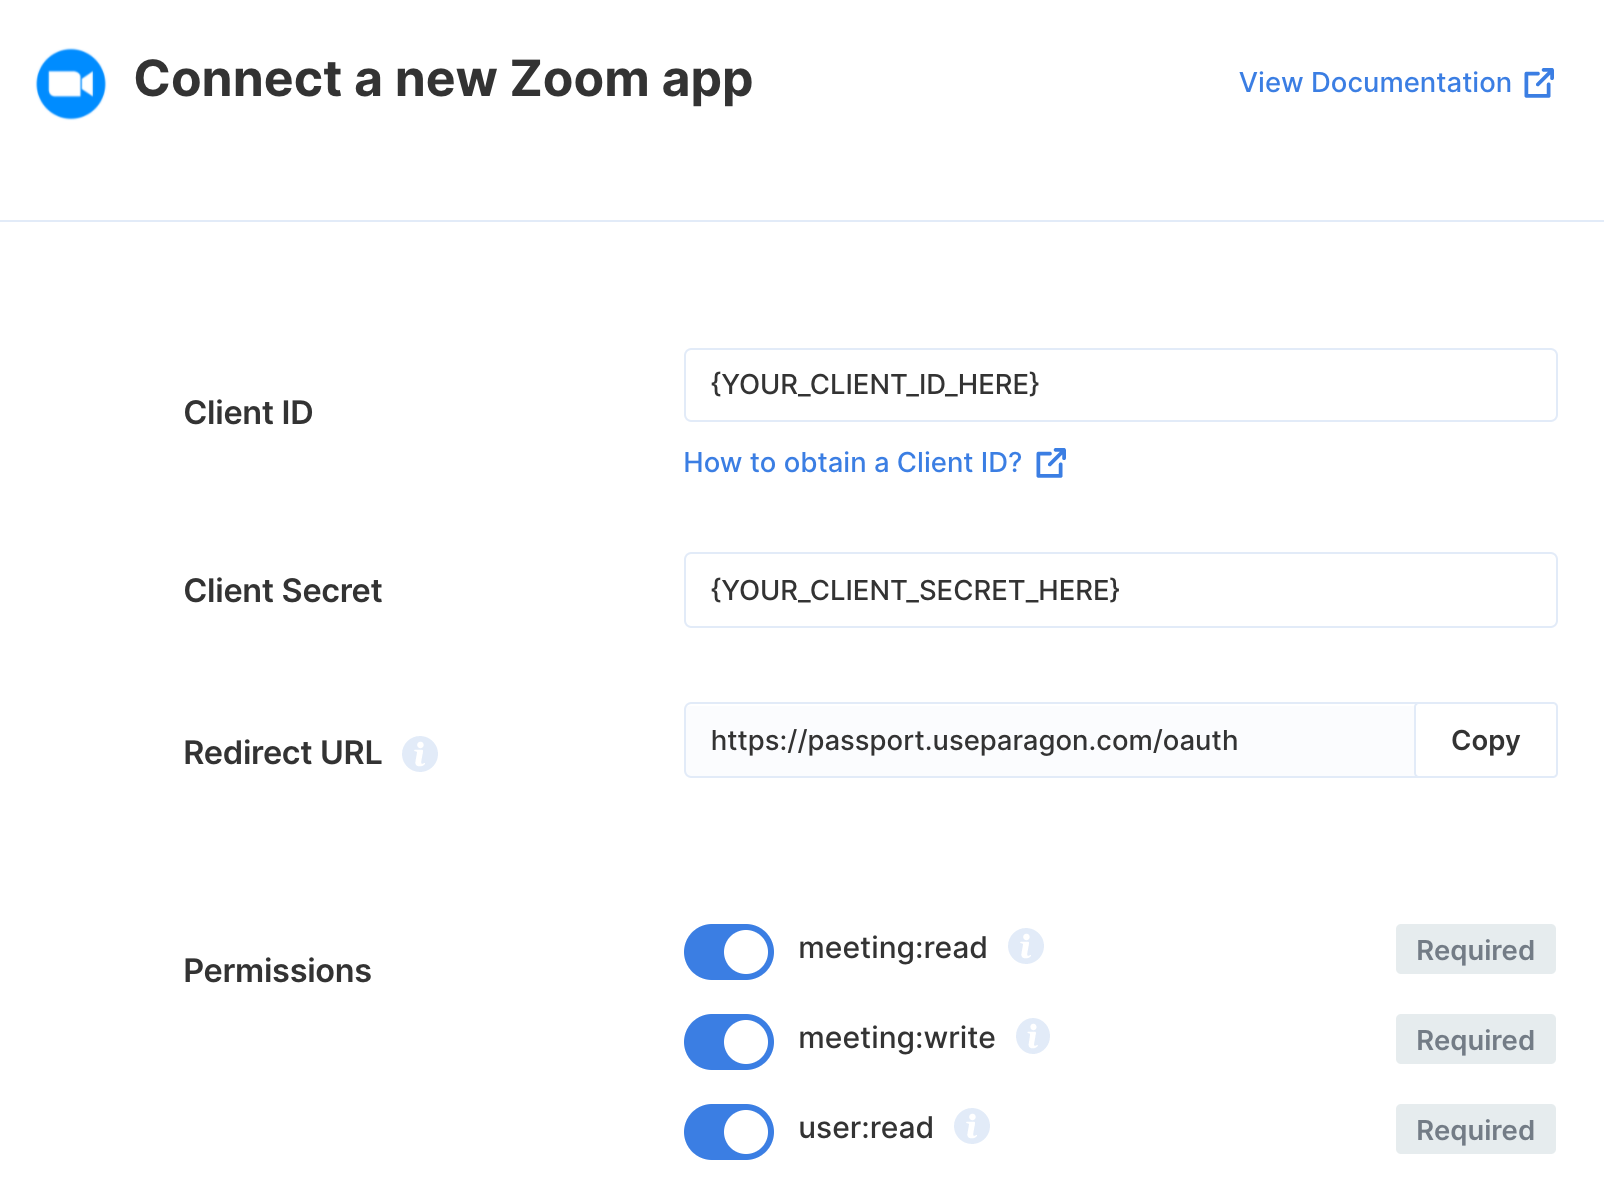 Connect a new Zoom app
View Documentation
Client ID
{YOUR_CLIENT_ID_HERE}
How to obtain a Client ID?
Client Secret
{YOUR_CLIENT_SECRET_HERE}
Redirect URL
https://passport.useparagon.com/oauth
Copy
Permissions
meeting:read
Required
meeting:write
Required
user:read
Required